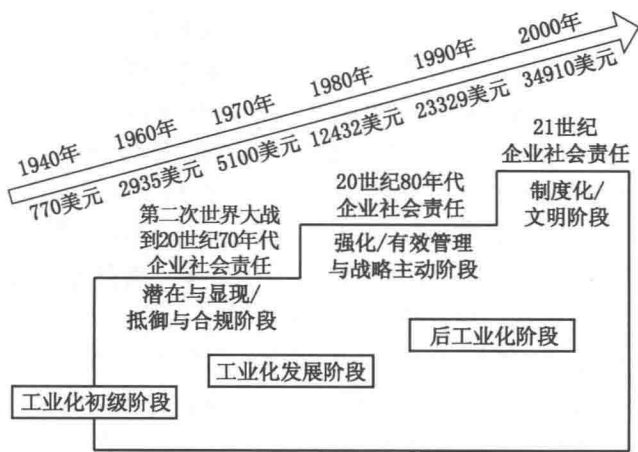 1940年
1960年
1970年
1980年
1990年
2000年
770美元
2935美元
5100美元
12432美元
23329美元
34910美元
第二次世界大战
到20世纪70年代
企业社会责任
潜在与显现/
抵御与合规阶段
20世纪80年代
企业社会责任
强化/有效管理
与战略主动阶段
21世纪
企业社会责任
制度化/
文明阶段
工业化初级阶段
工业化发展阶段
后工业化阶段